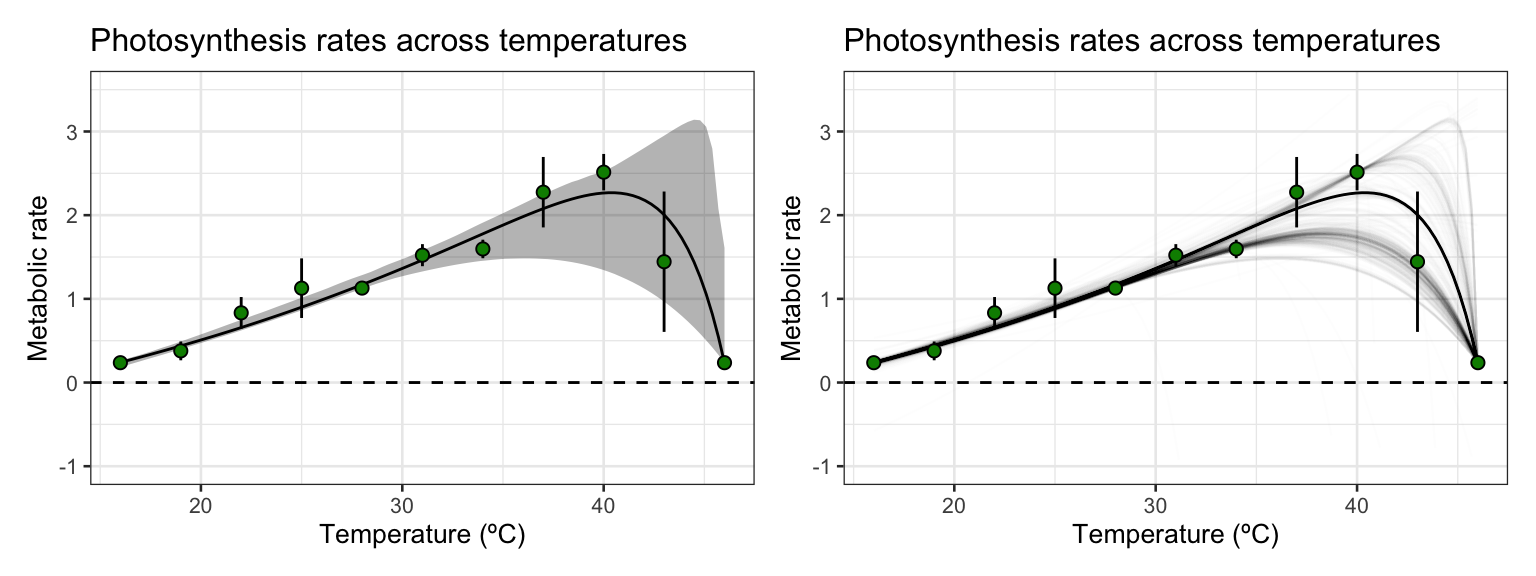 Photosynthesis rates across temperatures
Metabolic rate
3
2
1
0
-1
20 30 40
Temperature (ºC)
Photosynthesis rates across temperatures
Metabolic rate
3
2
1
0
-1
20 30 40
Temperature (ºC)